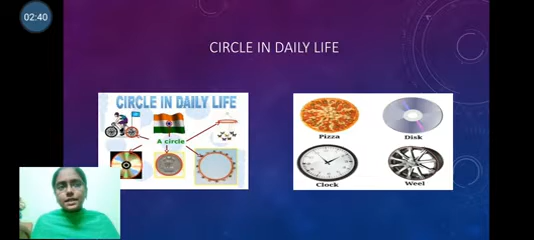 02:40
CIRCLE IN DAILY LIFE
CIRCLE IN DAILY LIFE
A circle
Pizza
Disk
Clock
Weel